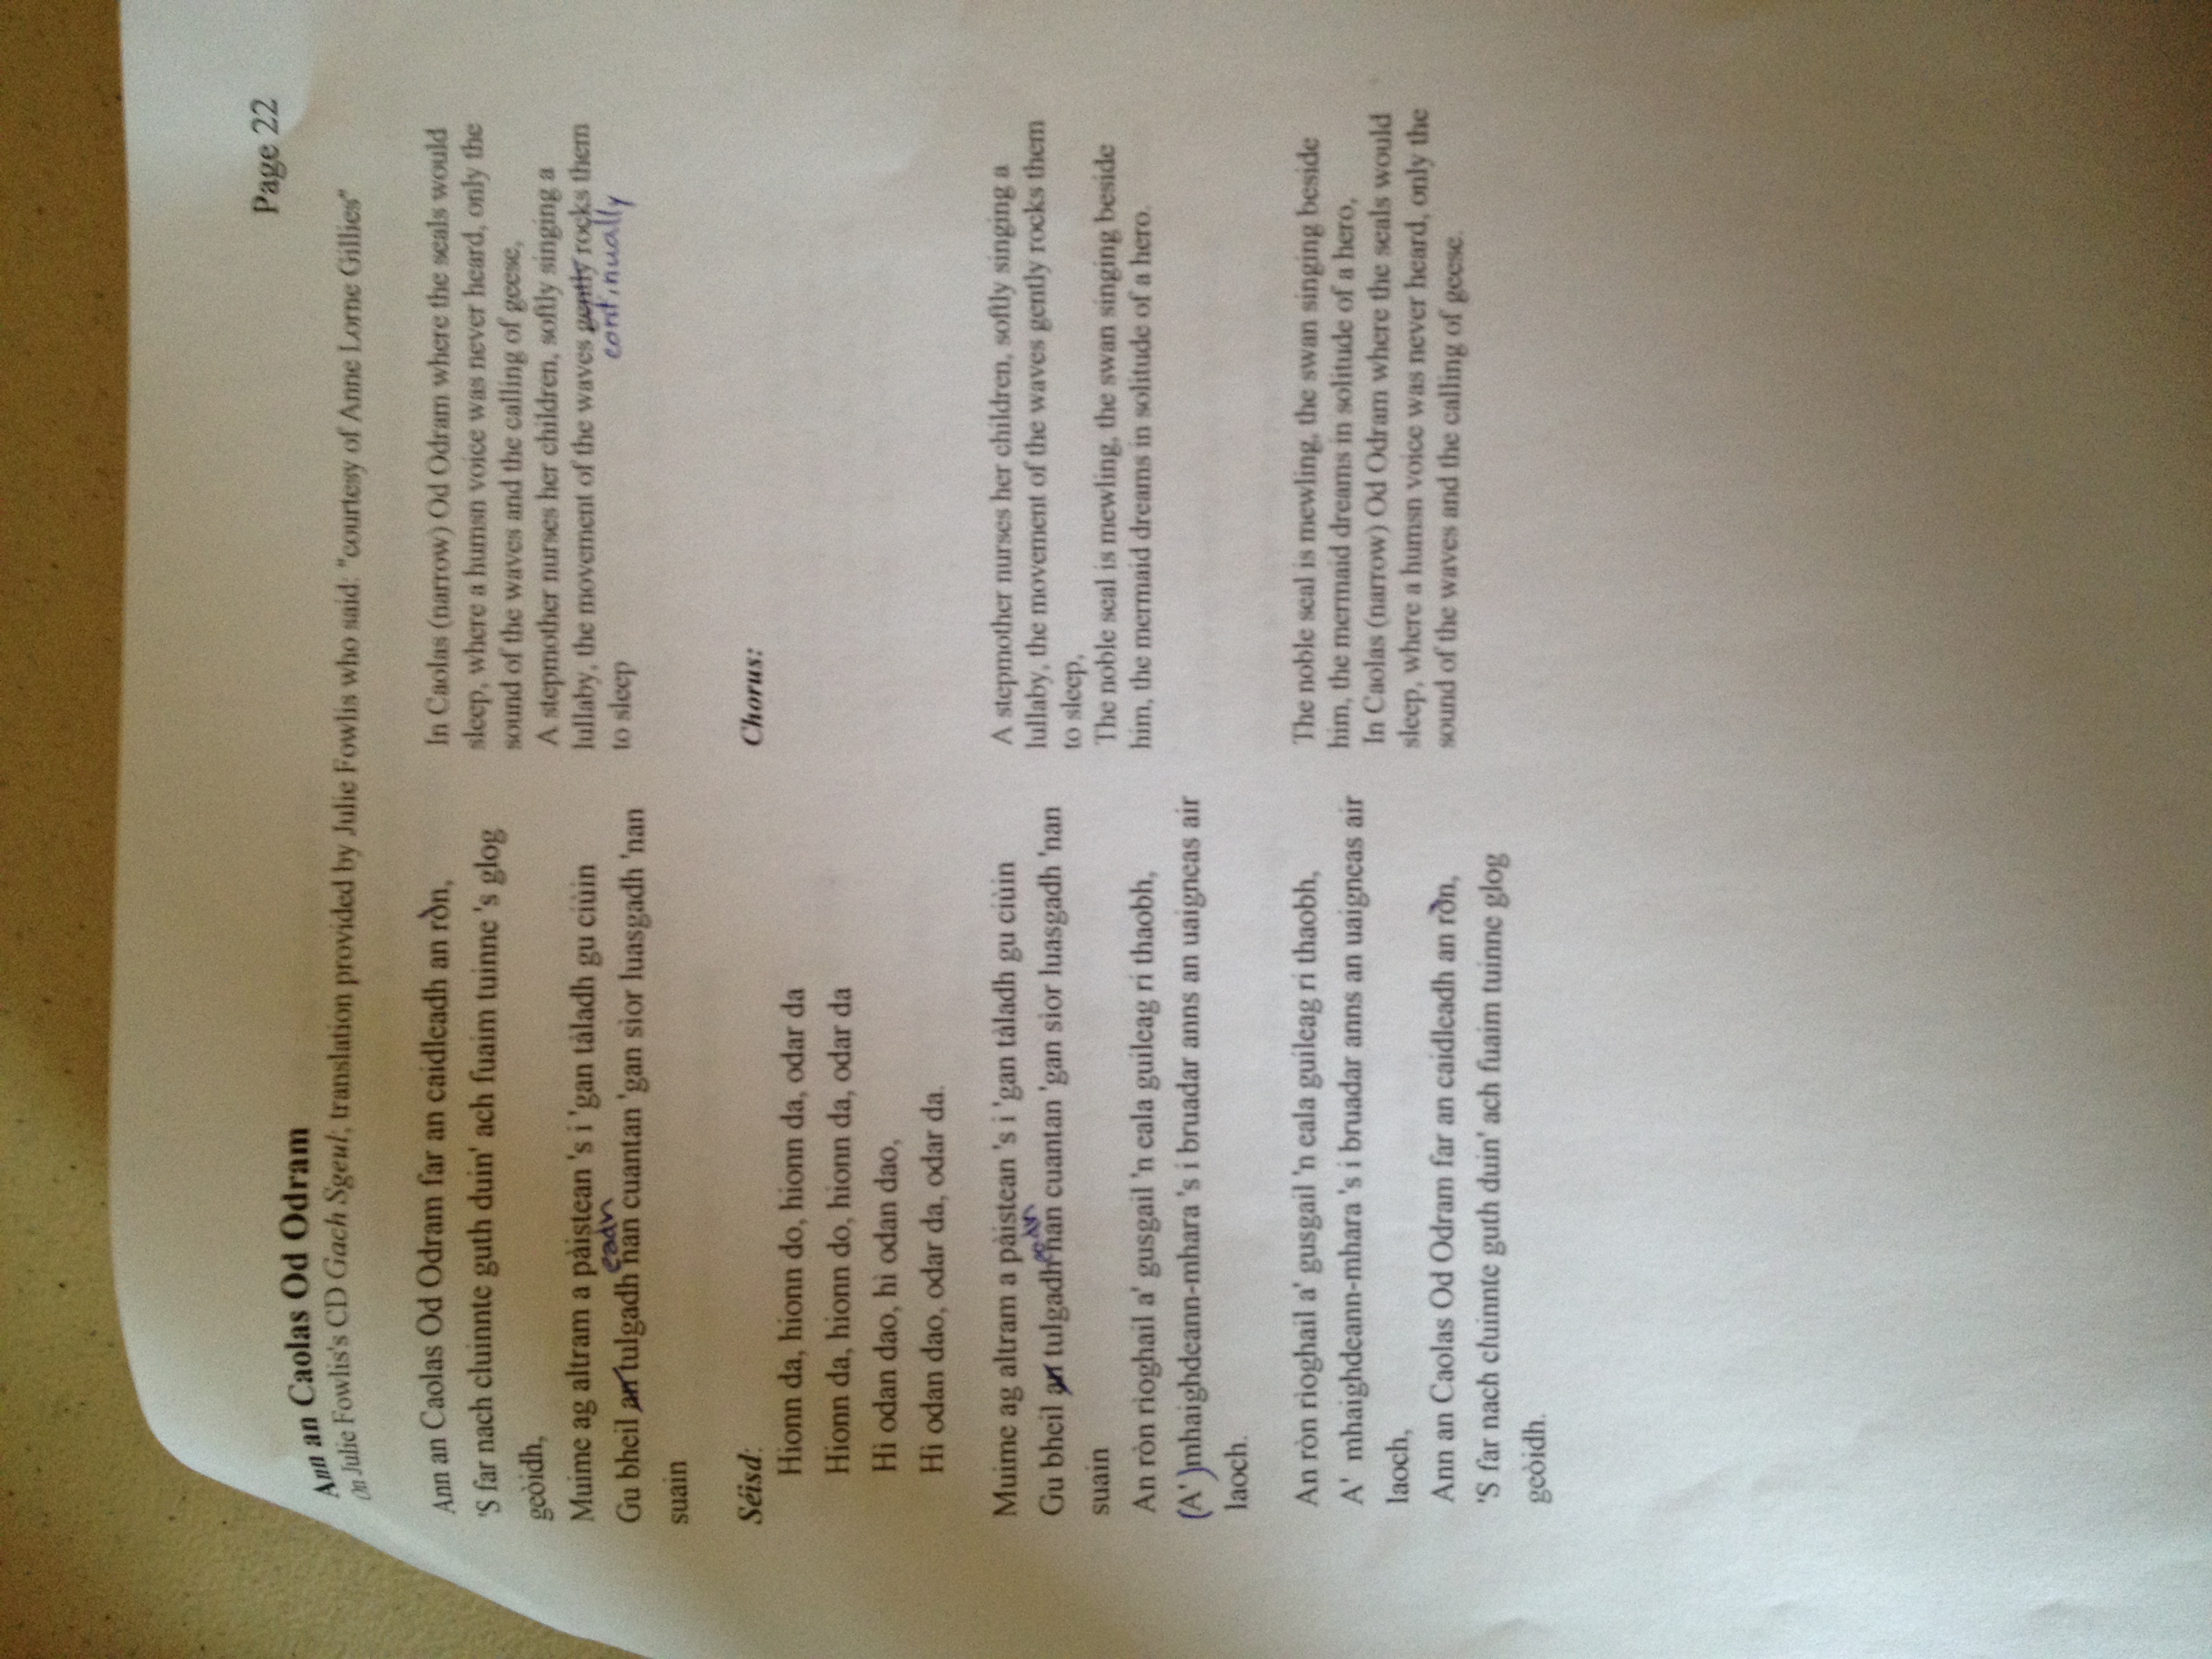 Page 22
Ann an Caolas Od Odram
On Julie Fowlis's CD Gach Sgeul; translation provided by Julie Fowlis who said: "courtesy of Anne Lorne Gillies"
Ann an Caolas Od Odram far an caidleadh an ròn,
'S far nach cluinnte guth duin' ach fuaim tuinne 's glog
geòidh,
Muime ag altram a pàistean 's i 'gan tàladh gu ciùin
eadh
Gu bheil an tulgadh nan cuantan 'gan sìor luasgadh 'nan
suain
In Caolas (narrow) Od Odram where the seals would
sleep, where a humsn voice was never heard, only the
sound of the waves and the calling of geese,
A stepmother nurses her children, softly singing a
lullaby, the movement of the waves gently rocks them
continually
to sleep
Séisd:
Hionn da, hionn do, hionn da, odar da
Hionn da, hionn do, hionn da, odar da
Hì odan dao, hì odan dao,
Hì odan dao, odar da, odar da.
Chorus:
Muime ag altram a pàistean 's i 'gan tàladh gu ciùin
eadh
Gu bheil an tulgadh nan cuantan 'gan sìor luasgadh 'nan
suain
An ròn rìoghail a' gusgail 'n eala guileag ri thaobh,
(A' )mhaighdeann-mhara 's i bruadar anns an uaigneas air
laoch.
A stepmother nurses her children, softly singing a
lullaby, the movement of the waves gently rocks them
to sleep,
The noble seal is mewling, the swan singing beside
him, the mermaid dreams in solitude of a hero.
An ròn rìoghail a' gusgail 'n eala guileag ri thaobh,
A' mhaighdeann-mhara 's i bruadar anns an uaigneas air
laoch,
Ann an Caolas Od Odram far an caidleadh an ròn,
'S far nach cluinnte guth duin' ach fuaim tuinne glog
geòidh.
The noble seal is mewling, the swan singing beside
him, the mermaid dreams in solitude of a hero,
In Caolas (narrow) Od Odram where the seals would
sleep, where a humsn voice was never heard, only the
sound of the waves and the calling of geese.